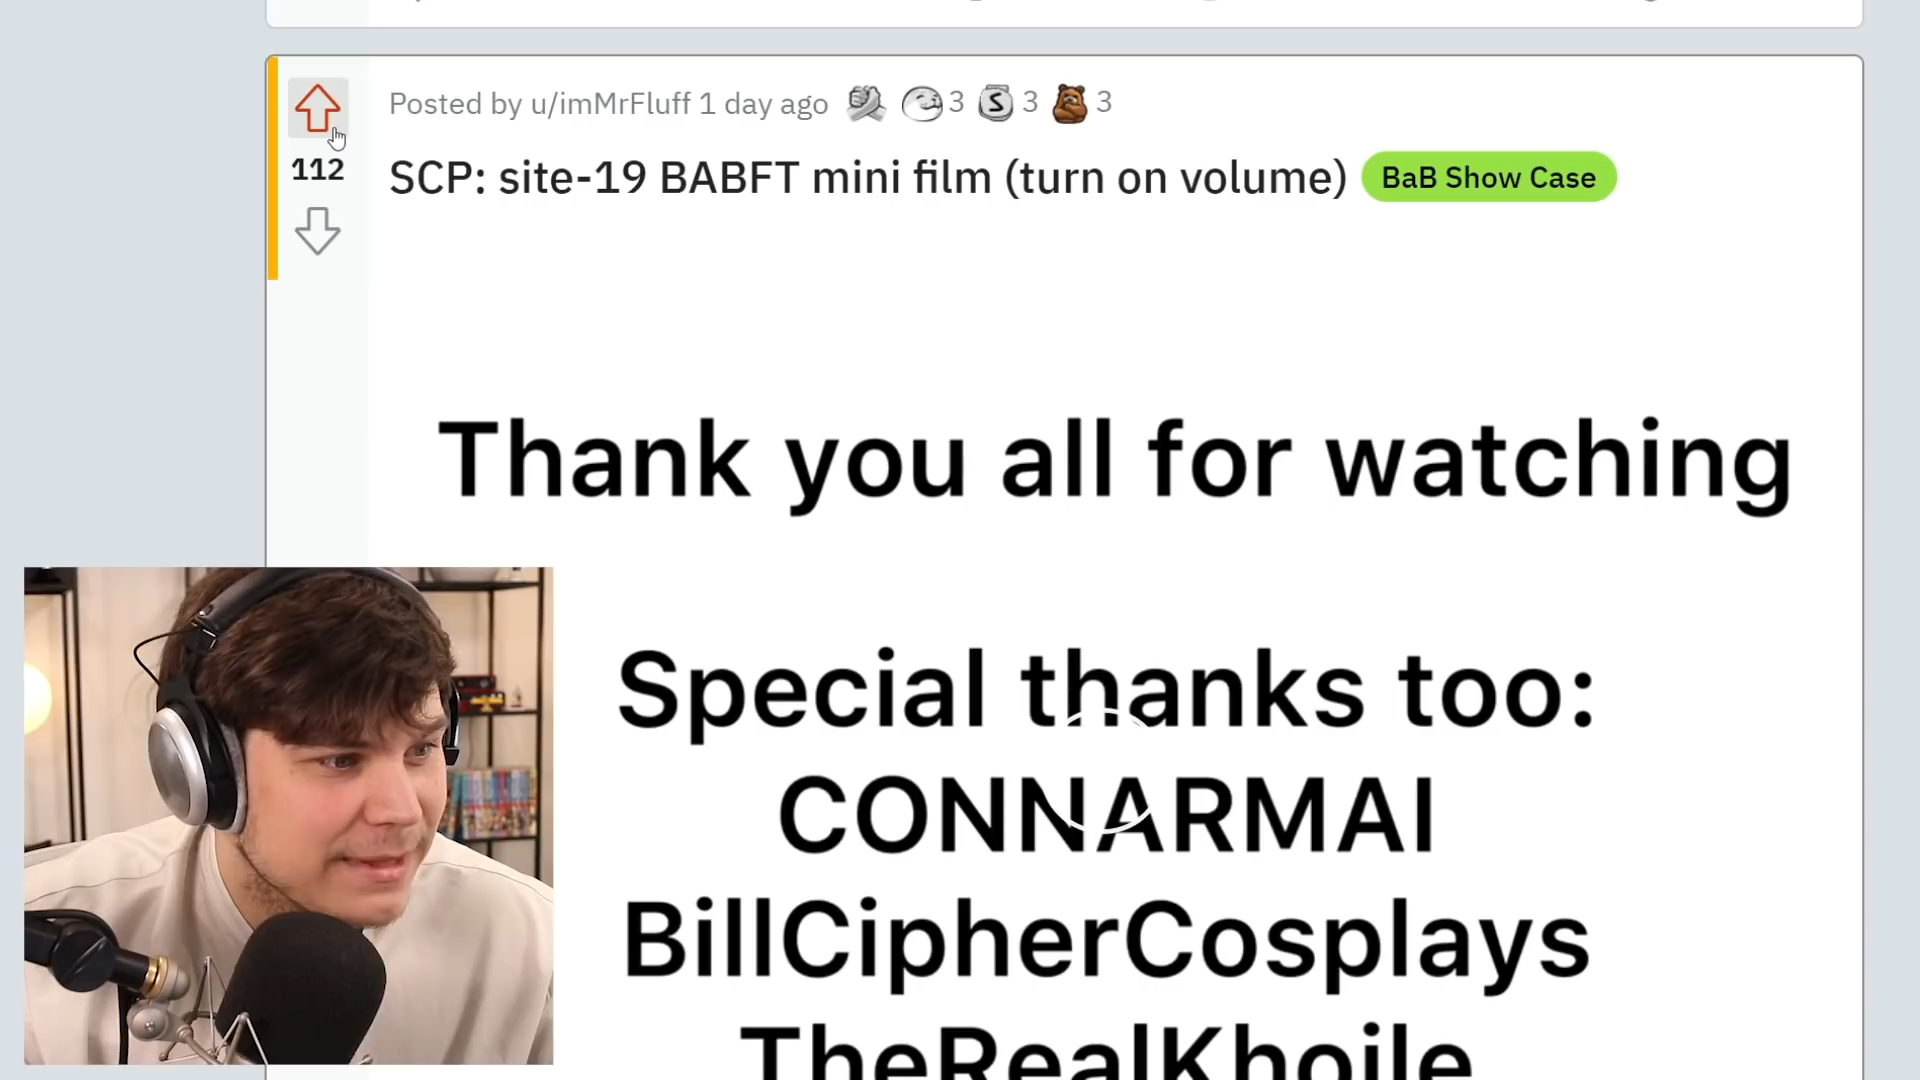 Posted by u/imMrFluff 1 day ago 3 3 3
112
SCP: site-19 BABFT mini film (turn on volume) BaB Show Case
Thank you all for watching
Special thanks too:
CONNARMAI
BillCipherCosplays
TheRealKhoile